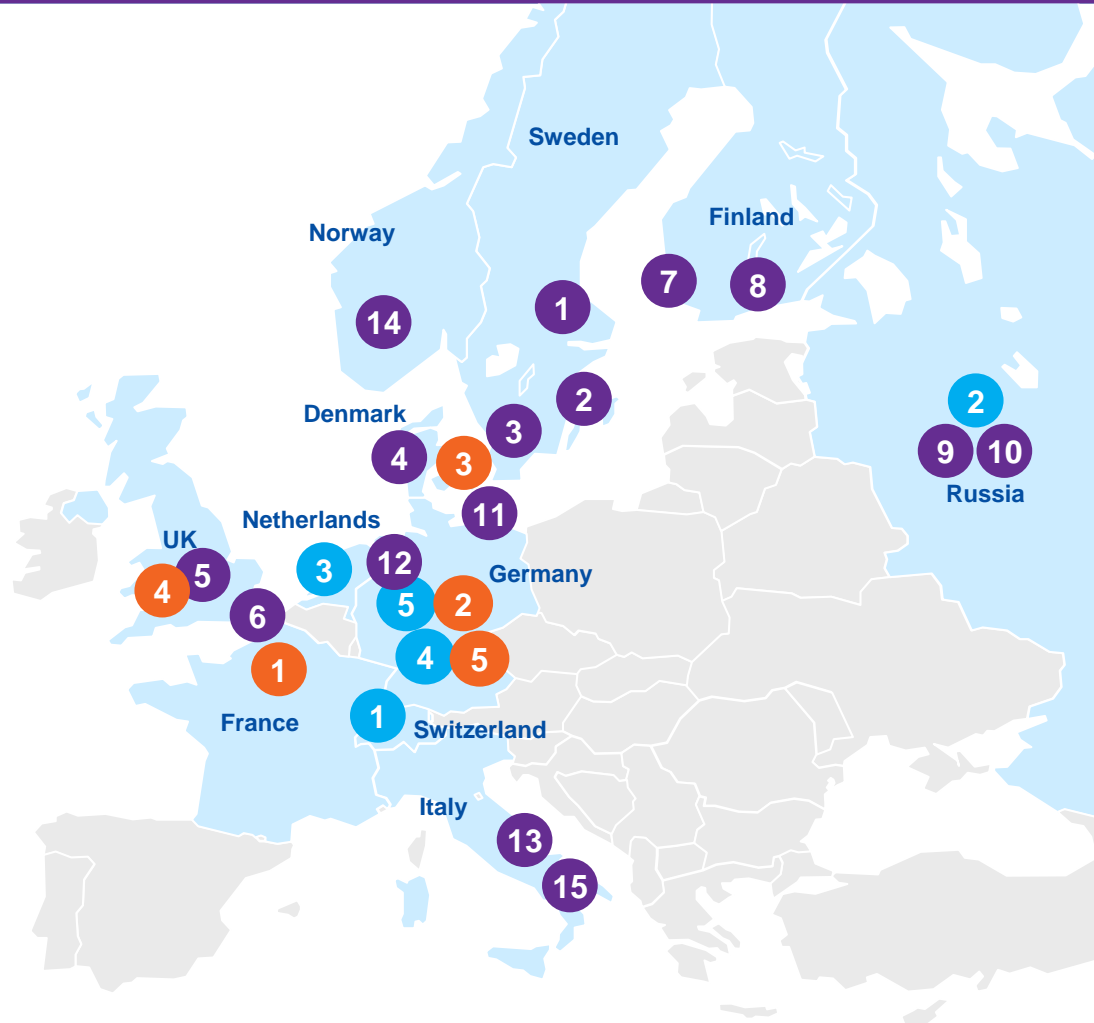 Sweden
Finland
Norway
7
8
1
14
2
2
Denmark
3
4
3
9
10
Russia
11
Netherlands
UK
12
3
5
Germany
4
5
2
6
4
5
1
1
France
Switzerland
Italy
13
15